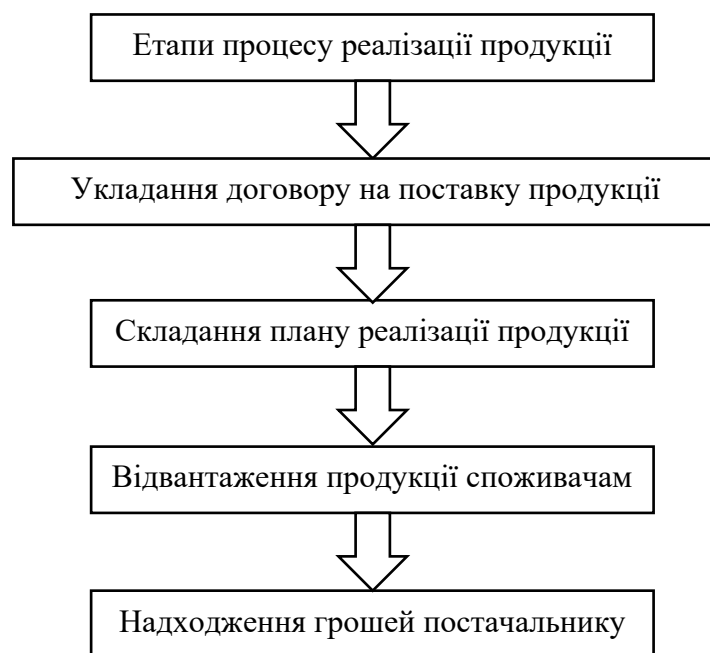 Етапи процесу реалізації продукції
Укладання договору на поставку продукції
Складання плану реалізації продукції
Відвантаження продукції споживачам
Надходження грошей постачальнику